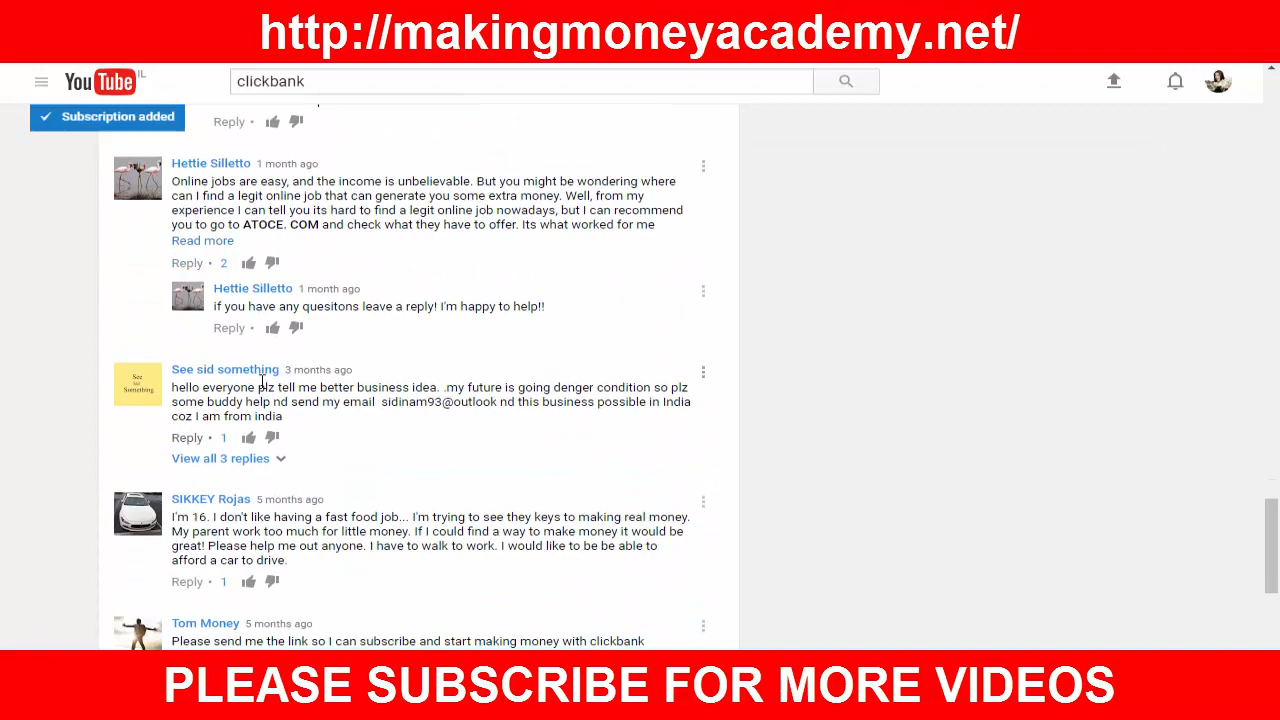 http://makingmoneyacademy.net/
YouTube IL
clickbank
Subscription added
Reply •
Hettie Silletto 1 month ago
Online jobs are easy, and the income is unbelievable. But you might be wondering where
can I find a legit online job that can generate you some extra money. Well, from my
experience I can tell you its hard to find a legit online job nowadays, but I can recommend
you to go to ATOCE. COM and check what they have to offer. Its what worked for me
Read more
Reply • 2
Hettie Silletto 1 month ago
if you have any quesitons leave a reply! I'm happy to help!!
Reply •
See sid something 3 months ago
See
Sid
Something
hello everyone plz tell me better business idea. .my future is going denger condition so plz
some buddy help nd send my email sidinam93@outlook nd this business possible in India
coz I am from india
Reply • 1
View all 3 replies
SIKKEY Rojas 5 months ago
I'm 16. I don't like having a fast food job... I'm trying to see they keys to making real money.
My parent work too much for little money. If I could find a way to make money it would be
great! Please help me out anyone. I have to walk to work. I would like to be be able to
afford a car to drive.
Reply • 1
Tom Money 5 months ago
Please send me the link so I can subscribe and start making money with clickbank
PLEASE SUBSCRIBE FOR MORE VIDEOS